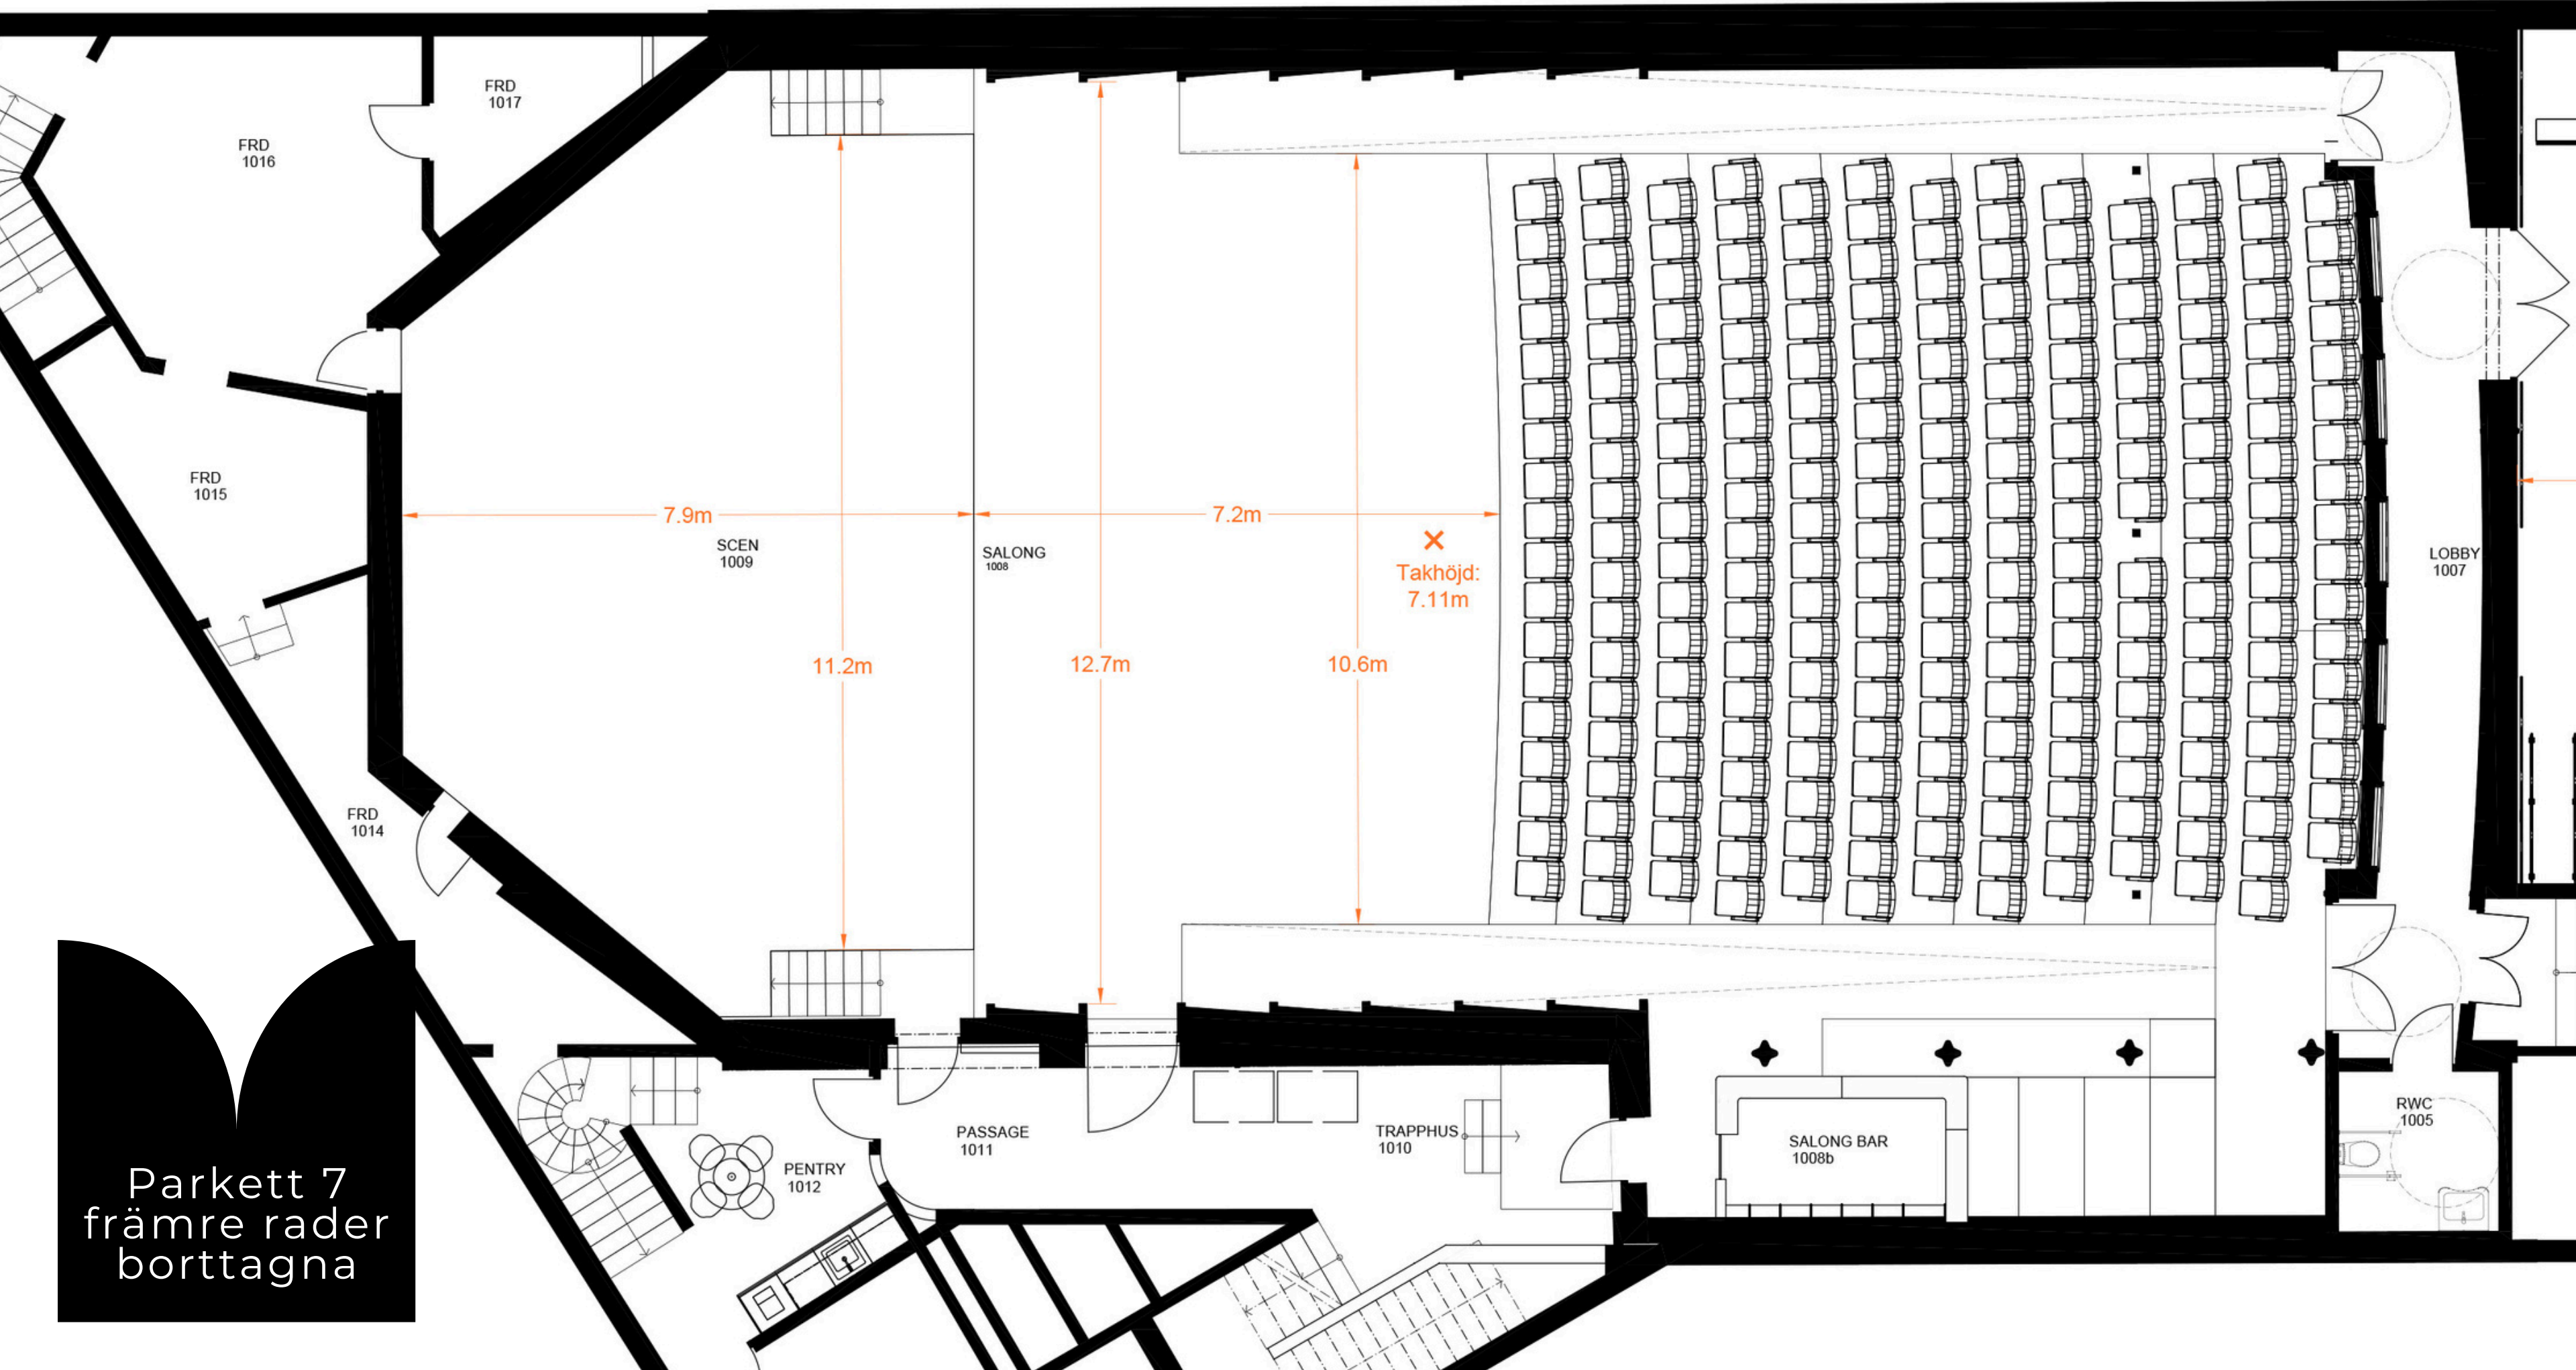 FRD
1017
FRD
1016
FRD
1015
7.9m
7.2m
SCEN
1009
SALONG
1008
Takhöjd:
7.11m
LOBBY
1007
11.2m
12.7m
10.6m
FRD
1014
RWC
1005
PASSAGE
1011
TRAPPHUS
1010
SALONG BAR
1008b
PENTRY
1012
Parkett 7
främre rader
borttagna